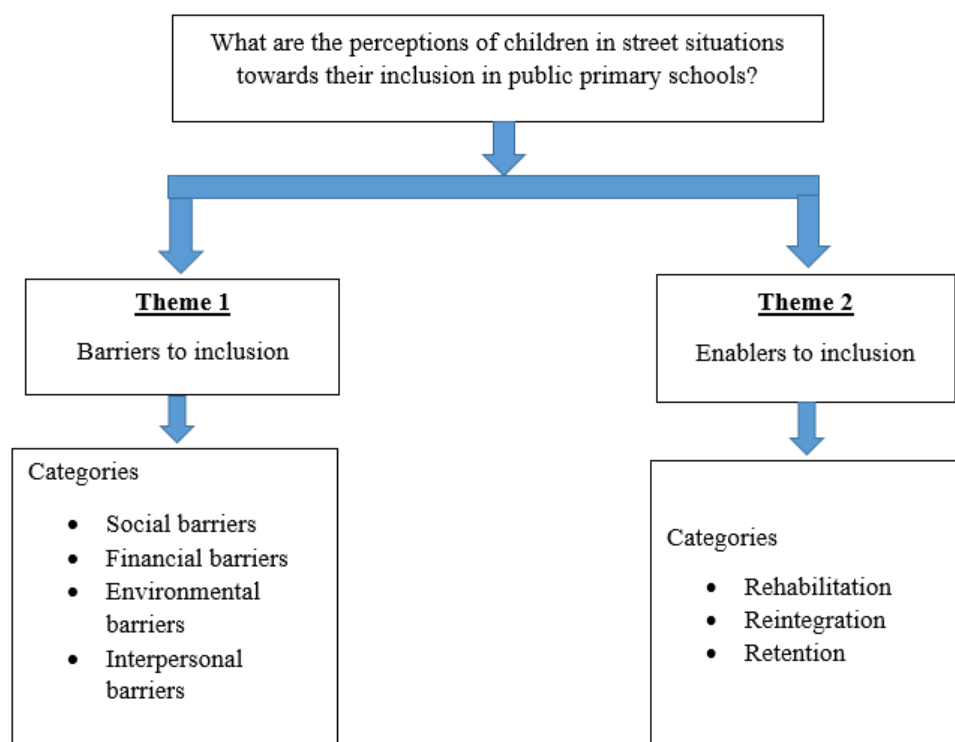 What are the perceptions of children in street situations
towards their inclusion in public primary schools?
Theme 1
Barriers to inclusion
Theme 2
Enablers to inclusion
Categories
• Social barriers
• Financial barriers
• Environmental
barriers
• Interpersonal
barriers
Categories
• Rehabilitation
• Reintegration
• Retention